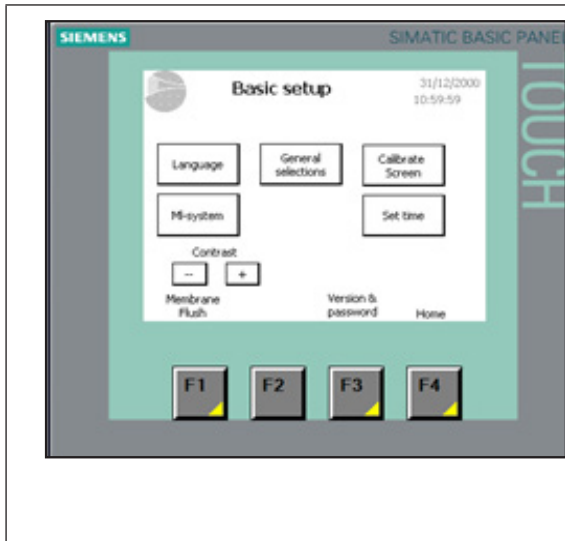 SIEMENS
SIMATIC BASIC PANEL
TOUCH
Basic setup
31/12/2000
10:59:59
Language
General
selections
Calibrate
Screen
Mi-system
Set time
Contrast
--
+
Membrane
Flush
Version &
password
Home
F1
F2
F3
F4